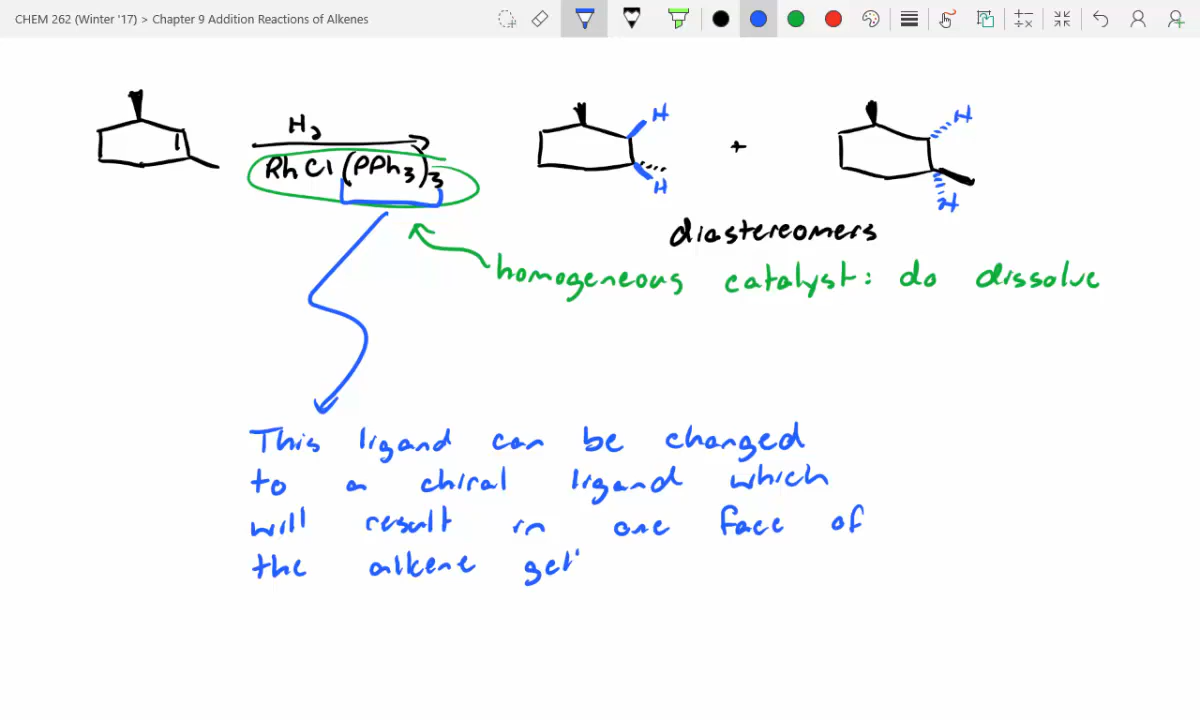 CHEM 262 (Winter '17) > Chapter 9 Addition Reactions of Alkenes
H₂
RhCl(PPh₃)₃
H
H
+
H
H
diastereomers
homogeneous catalyst: do dissolve
This ligand can be changed
to a chiral ligand which
will result in one face of
the alkene get